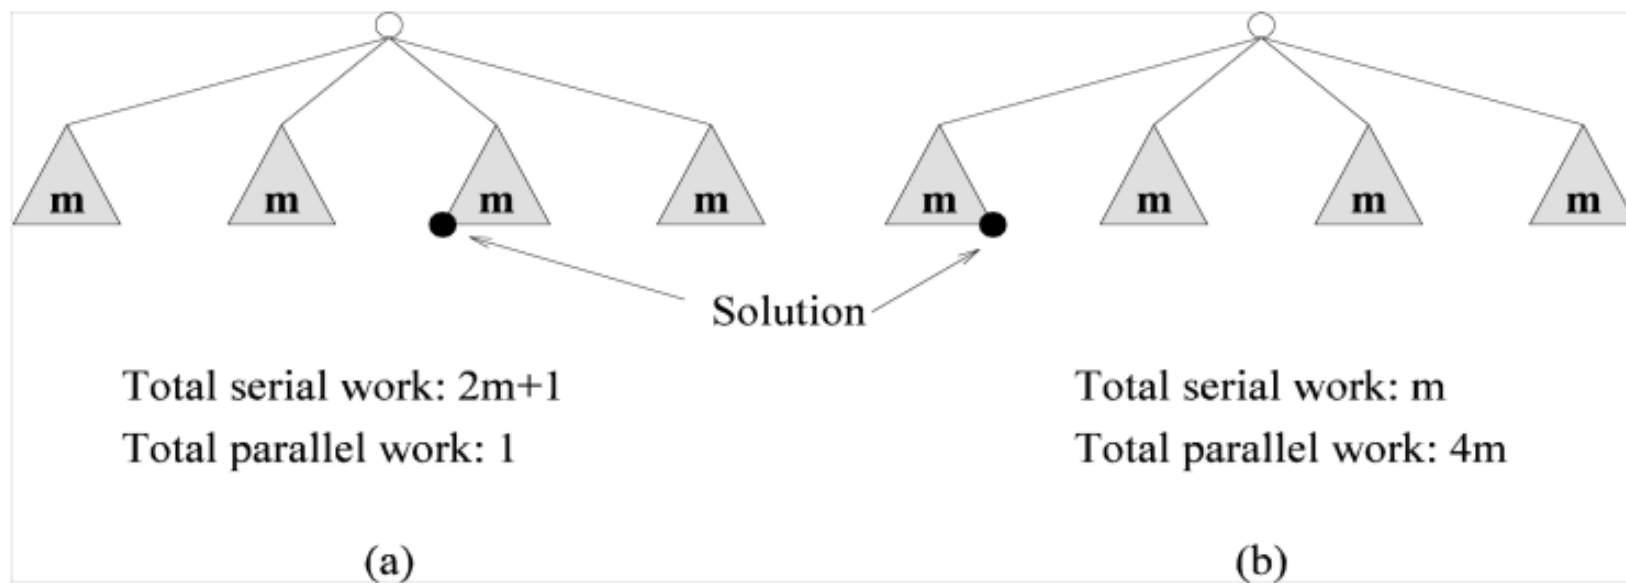 m m m m m m m m
Solution
Total serial work: 2m+1 Total serial work: m
Total parallel work: 1 Total parallel work: 4m
(a) (b)